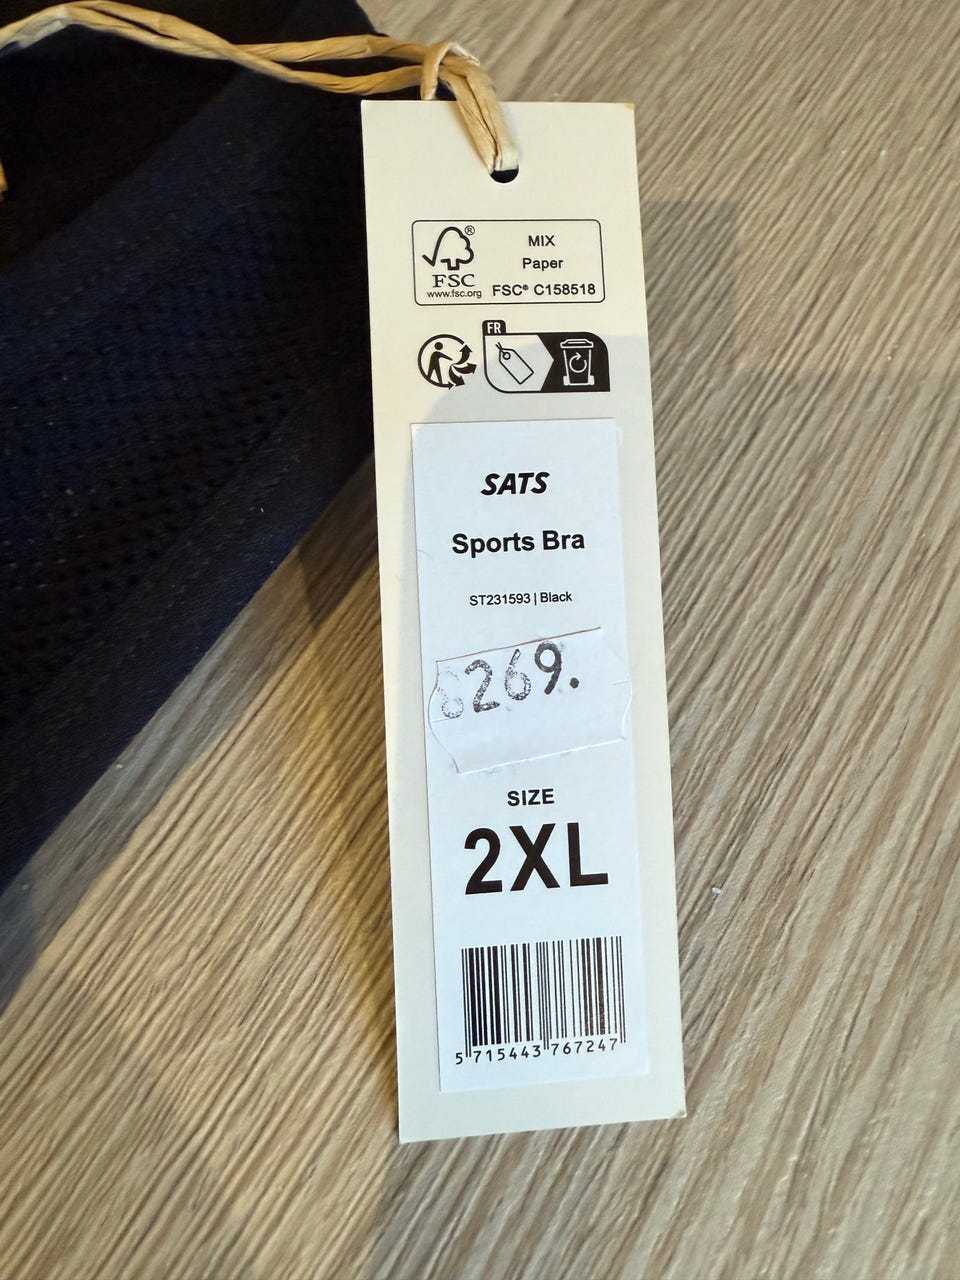 FSC®
www.fsc.org
MIX
Paper
FSC® C158518
FR
SATS
Sports Bra
ST231593 | Black
269.
SIZE
2XL
5 715443 767247